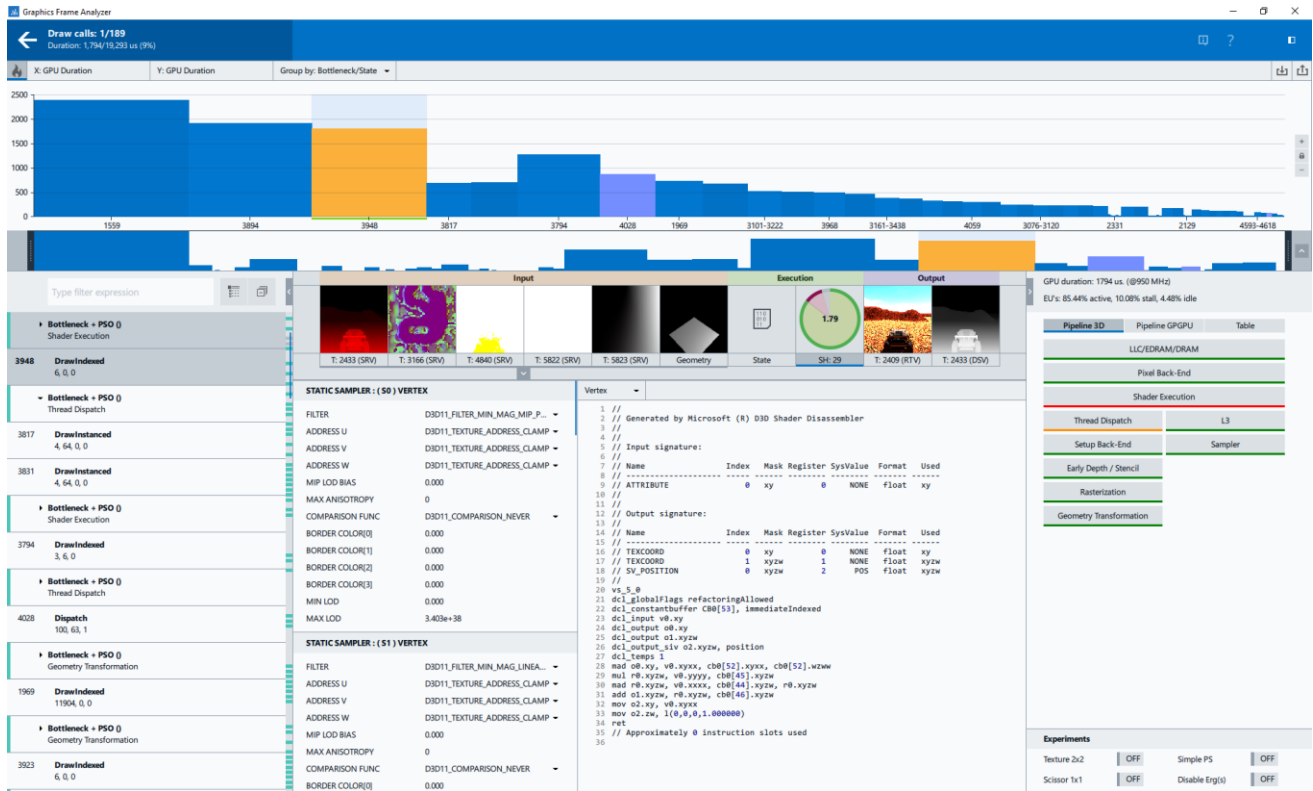 Graphics Frame Analyzer
Draw calls: 1/189
Duration: 1,794/19,293 us (9%)
X: GPU Duration
Y: GPU Duration
Group by: Bottleneck/State
2500
2000
1500
1000
500
0
1559 3894 3948 3817 3794 4028 1969 3101-3222 3968 3161-3438 4059 3076-3120 2331 2129 4593-4618
Type filter expression
Bottleneck + PSO ()
Shader Execution
3948 DrawIndexed
6, 0, 0
Bottleneck + PSO ()
Thread Dispatch
3817 DrawInstanced
4, 64, 0, 0
3831 DrawInstanced
4, 64, 0, 0
Bottleneck + PSO ()
Shader Execution
3794 DrawIndexed
3, 6, 0
Bottleneck + PSO ()
Thread Dispatch
4028 Dispatch
100, 63, 1
Bottleneck + PSO ()
Geometry Transformation
1969 DrawIndexed
11904, 0, 0
Bottleneck + PSO ()
Geometry Transformation
3923 DrawIndexed
6, 0, 0
Input Execution Output
1.79
T: 2433 (SRV) T: 3166 (SRV) T: 4840 (SRV) T: 5822 (SRV) T: 5823 (SRV) Geometry State SH: 29 T: 2409 (RTV) T: 2433 (DSV)
STATIC SAMPLER : ( S0 ) VERTEX
FILTER D3D11_FILTER_MIN_MAG_MIP_P...
ADDRESS U D3D11_TEXTURE_ADDRESS_CLAMP
ADDRESS V D3D11_TEXTURE_ADDRESS_CLAMP
ADDRESS W D3D11_TEXTURE_ADDRESS_CLAMP
MIP LOD BIAS 0.000
MAX ANISOTROPY 0
COMPARISON FUNC D3D11_COMPARISON_NEVER
BORDER COLOR[0] 0.000
BORDER COLOR[1] 0.000
BORDER COLOR[2] 0.000
BORDER COLOR[3] 0.000
MIN LOD 0.000
MAX LOD 3.403e+38
STATIC SAMPLER : ( S1 ) VERTEX
FILTER D3D11_FILTER_MIN_MAG_LINEA...
ADDRESS U D3D11_TEXTURE_ADDRESS_CLAMP
ADDRESS V D3D11_TEXTURE_ADDRESS_CLAMP
ADDRESS W D3D11_TEXTURE_ADDRESS_CLAMP
MIP LOD BIAS 0.000
MAX ANISOTROPY 0
COMPARISON FUNC D3D11_COMPARISON_NEVER
BORDER COLOR[0] 0.000
Vertex
1 //
2 // Generated by Microsoft (R) D3D Shader Disassembler
3 //
4 //
5 // Input signature:
6 //
7 // Name Index Mask Register SysValue Format Used
8 // -------------------- ----- ------ -------- -------- ------- ------
9 // ATTRIBUTE 0 xy 0 NONE float xy
10 //
11 //
12 // Output signature:
13 //
14 // Name Index Mask Register SysValue Format Used
15 // -------------------- ----- ------ -------- -------- ------- ------
16 // TEXCOORD 0 xy 0 NONE float xy
17 // TEXCOORD 1 xyzw 1 NONE float xyzw
18 // SV_POSITION 0 xyzw 2 POS float xyzw
19 //
20 vs_5_0
21 dcl_globalFlags refactoringAllowed
22 dcl_constantbuffer CB0[53], immediateIndexed
23 dcl_input v0.xy
24 dcl_output o0.xy
25 dcl_output o1.xyzw
26 dcl_output_siv o2.xyzw, position
27 dcl_temps 1
28 mad o0.xy, v0.xyxx, cb0[52].xyxx, cb0[52].wzww
29 mul r0.xyzw, v0.yyyy, cb0[45].xyzw
30 mad r0.xyzw, v0.xxxx, cb0[44].xyzw, r0.xyzw
31 add o1.xyzw, r0.xyzw, cb0[46].xyzw
32 mov o2.xy, v0.xyxx
33 mov o2.zw, l(0,0,0,1.000000)
34 ret
35 // Approximately 0 instruction slots used
36
GPU duration: 1794 us. (@950 MHz)
EU's: 85.44% active, 10.08% stall, 4.48% idle
Pipeline 3D Pipeline GPGPU Table
LLC/EDRAM/DRAM
Pixel Back-End
Shader Execution
Thread Dispatch L3
Setup Back-End Sampler
Early Depth / Stencil
Rasterization
Geometry Transformation
Experiments
Texture 2x2 OFF Simple PS OFF
Scissor 1x1 OFF Disable Erg(s) OFF